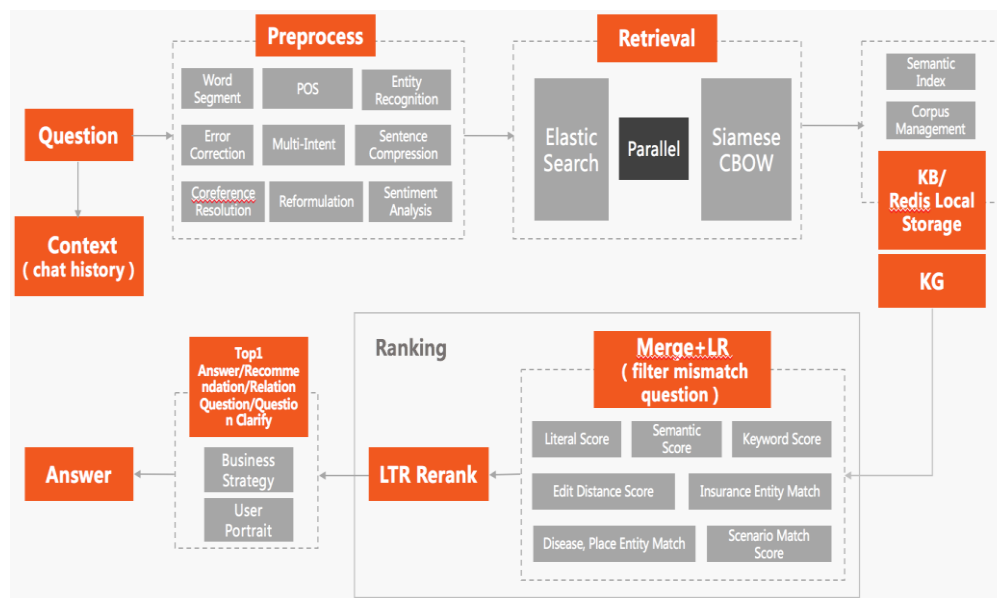 Preprocess
Word
Segment
POS
Entity
Recognition
Error
Correction
Multi-Intent
Sentence
Compression
Coreference
Resolution
Reformulation
Sentiment
Analysis
Retrieval
Elastic
Search
Parallel
Siamese
CBOW
Semantic
Index
Corpus
Management
KB/
Redis Local
Storage
KG
Question
Context
( chat history )
Ranking
Merge+LR
( filter mismatch
question )
Literal Score
Semantic
Score
Keyword Score
Edit Distance Score
Insurance Entity Match
Disease, Place Entity Match
Scenario Match
Score
LTR Rerank
Top1
Answer/Recomme
ndation/Relation
Question/Questio
n Clarify
Business
Strategy
User
Portrait
Answer